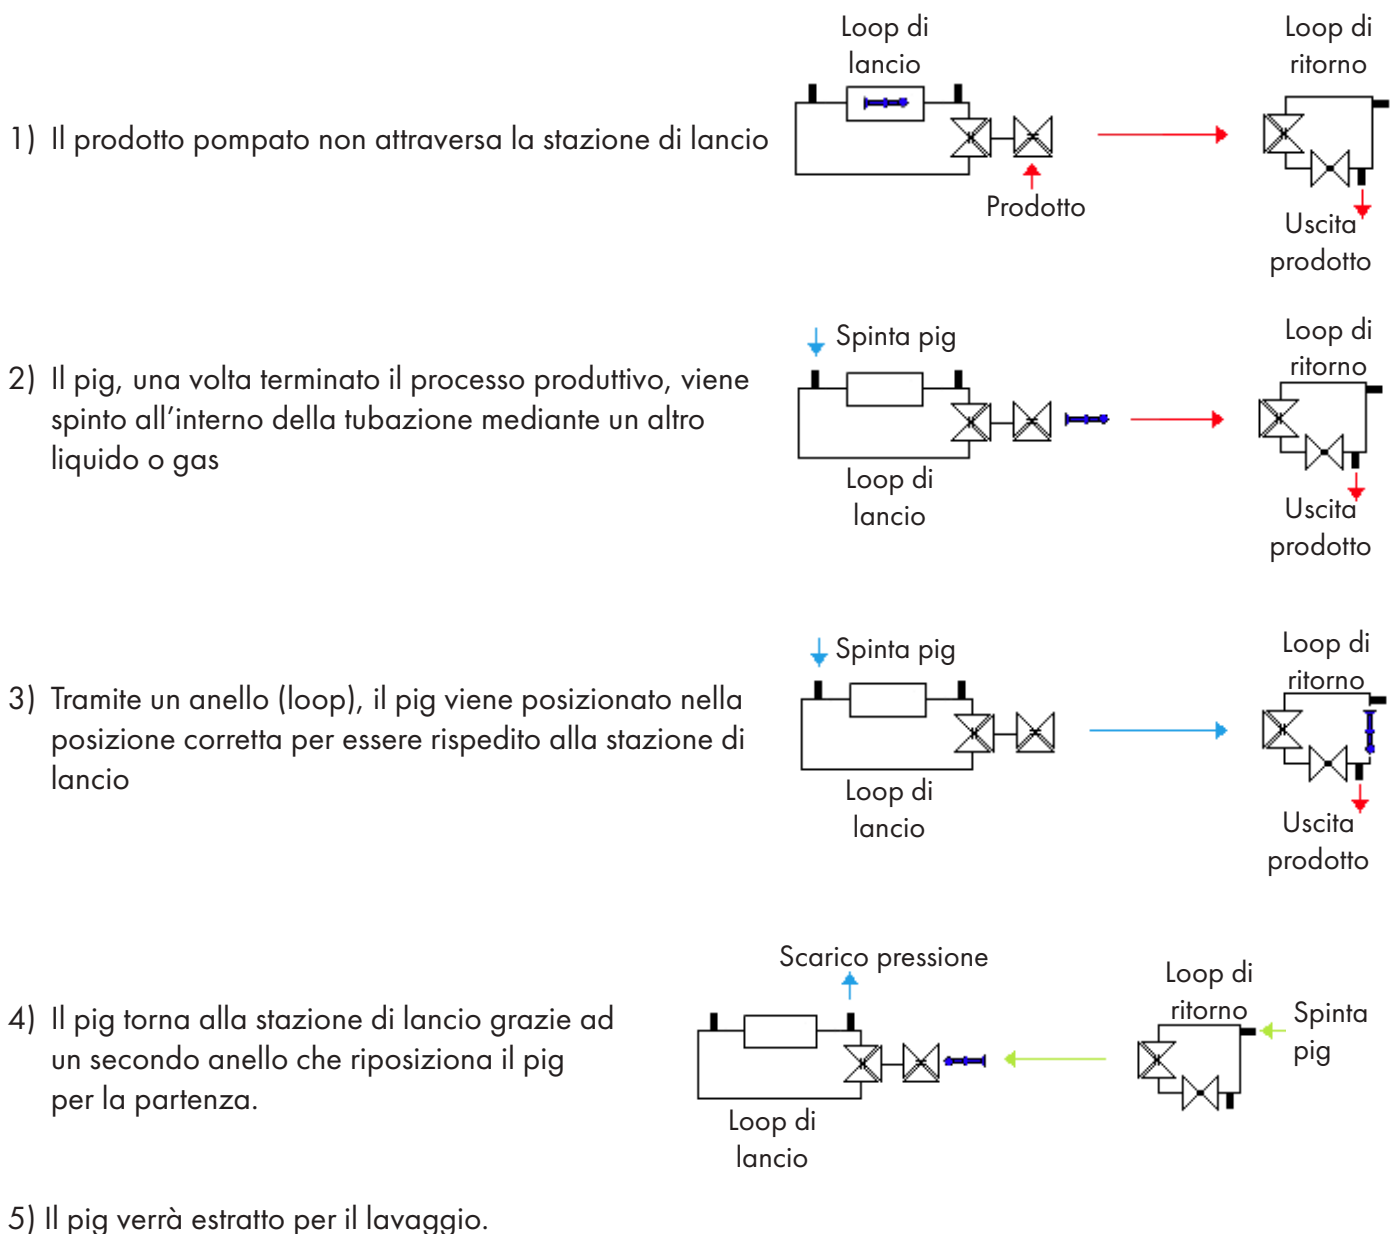 Loop di
lancio
Loop di
ritorno
1) Il prodotto pompato non attraversa la stazione di lancio
Prodotto
Uscita
prodotto
Spinta pig
Loop di
ritorno
2) Il pig, una volta terminato il processo produttivo, viene
spinto all’interno della tubazione mediante un altro
liquido o gas
Loop di
lancio
Uscita
prodotto
Spinta pig
Loop di
ritorno
3) Tramite un anello (loop), il pig viene posizionato nella
posizione corretta per essere rispedito alla stazione di
lancio
Loop di
lancio
Uscita
prodotto
Scarico pressione
Loop di
ritorno
Spinta
pig
4) Il pig torna alla stazione di lancio grazie ad
un secondo anello che riposiziona il pig
per la partenza.
Loop di
lancio
5) Il pig verrà estratto per il lavaggio.